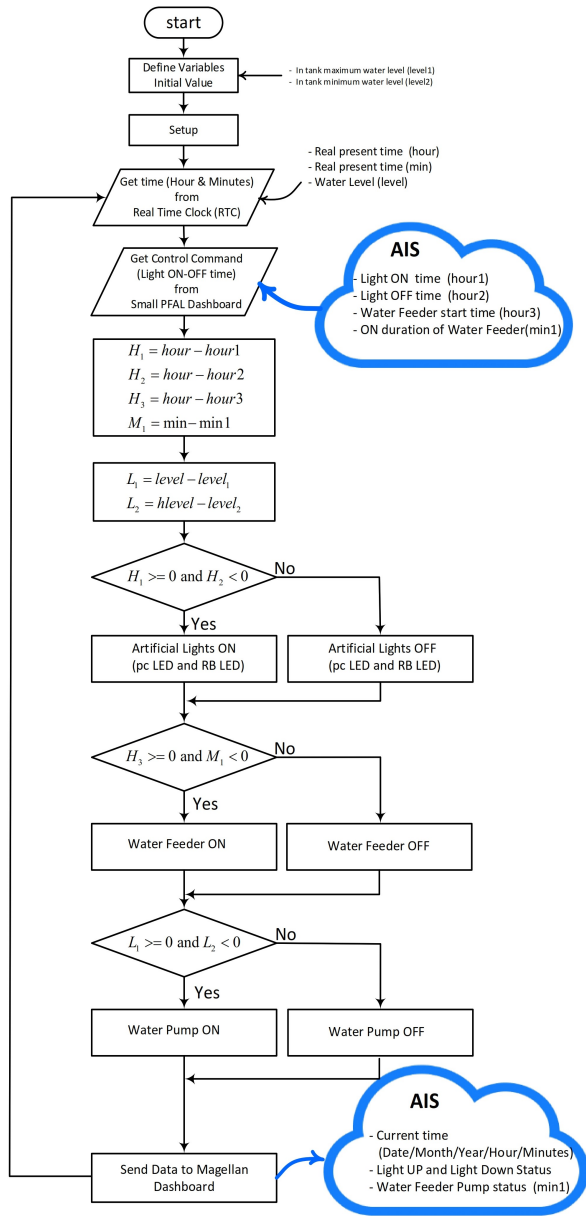 start
Define Variables
Initial Value
- In tank maximum water level (level1)
- In tank minimum water level (level2)
Setup
- Real present time (hour)
- Real present time (min)
- Water Level (level)
Get time (Hour & Minutes)
from
Real Time Clock (RTC)
Get Control Command
(Light ON-OFF time)
from
Small PFAL Dashboard
AIS
- Light ON time (hour1)
- Light OFF time (hour2)
- Water Feeder start time (hour3)
- ON duration of Water Feeder(min1)
H₁ = hour – hour1
H₂ = hour – hour2
H₃ = hour – hour3
M₁ = min – min1
L₁ = level – level₁
L₂ = hlevel – level₂
H₁ >= 0 and H₂ < 0
No
Yes
Artificial Lights ON
(pc LED and RB LED)
Artificial Lights OFF
(pc LED and RB LED)
H₃ >= 0 and M₁ < 0
No
Yes
Water Feeder ON
Water Feeder OFF
L₁ >= 0 and L₂ < 0
No
Yes
Water Pump ON
Water Pump OFF
Send Data to Magellan
Dashboard
AIS
- Current time
(Date/Month/Year/Hour/Minutes)
- Light UP and Light Down Status
- Water Feeder Pump status (min1)